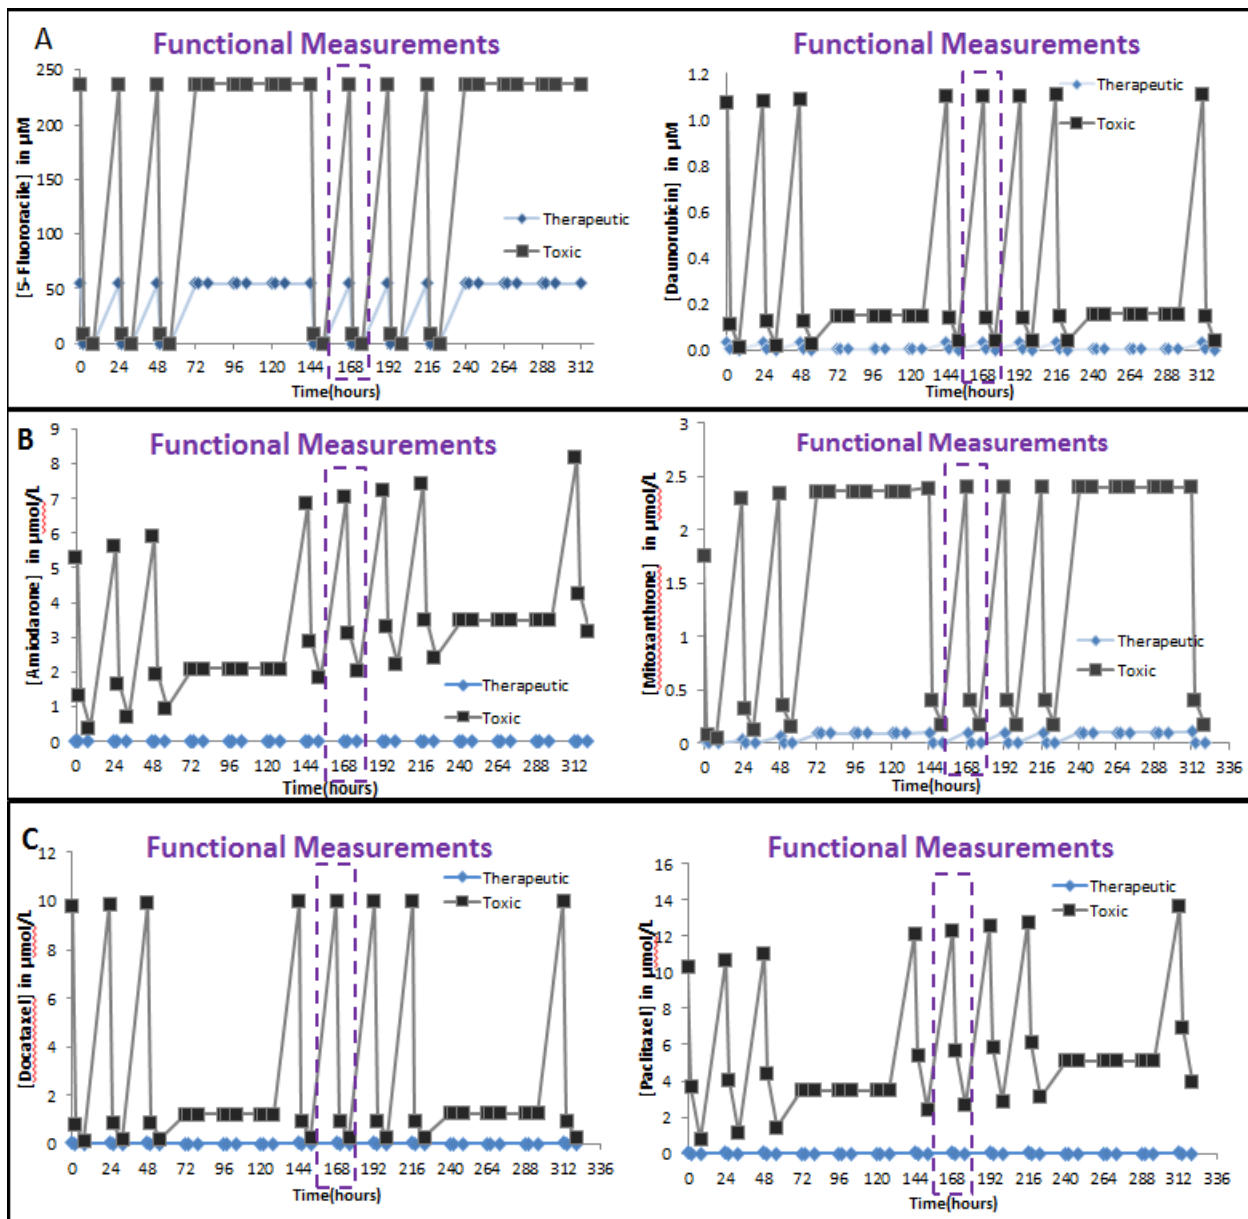 A
Functional Measurements
[5-Fluororacile] in µM
250
200
150
100
50
0
0 24 48 72 96 120 144 168 192 216 240 264 288 312
Time(hours)
Therapeutic
Toxic
Functional Measurements
[Daunorubicin] in µM
1.2
1.0
0.8
0.6
0.4
0.2
0.0
0 24 48 72 96 120 144 168 192 216 240 264 288 312
Time(hours)
Therapeutic
Toxic
B
Functional Measurements
[Amiodarone] in µmol/L
9
8
7
6
5
4
3
2
1
0
0 24 48 72 96 120 144 168 192 216 240 264 288 312
Time(hours)
Therapeutic
Toxic
Functional Measurements
[Mitoxanthrone] in µmol/L
3
2.5
2
1.5
1
0.5
0
0 24 48 72 96 120 144 168 192 216 240 264 288 312 336
Time(hours)
Therapeutic
Toxic
C
Functional Measurements
[Docataxel] in µmol/L
12
10
8
6
4
2
0
0 24 48 72 96 120 144 168 192 216 240 264 288 312 336
Time(hours)
Therapeutic
Toxic
Functional Measurements
[Paclitaxel] in µmol/L
16
14
12
10
8
6
4
2
0
0 24 48 72 96 120 144 168 192 216 240 264 288 312 336
Time(hours)
Therapeutic
Toxic